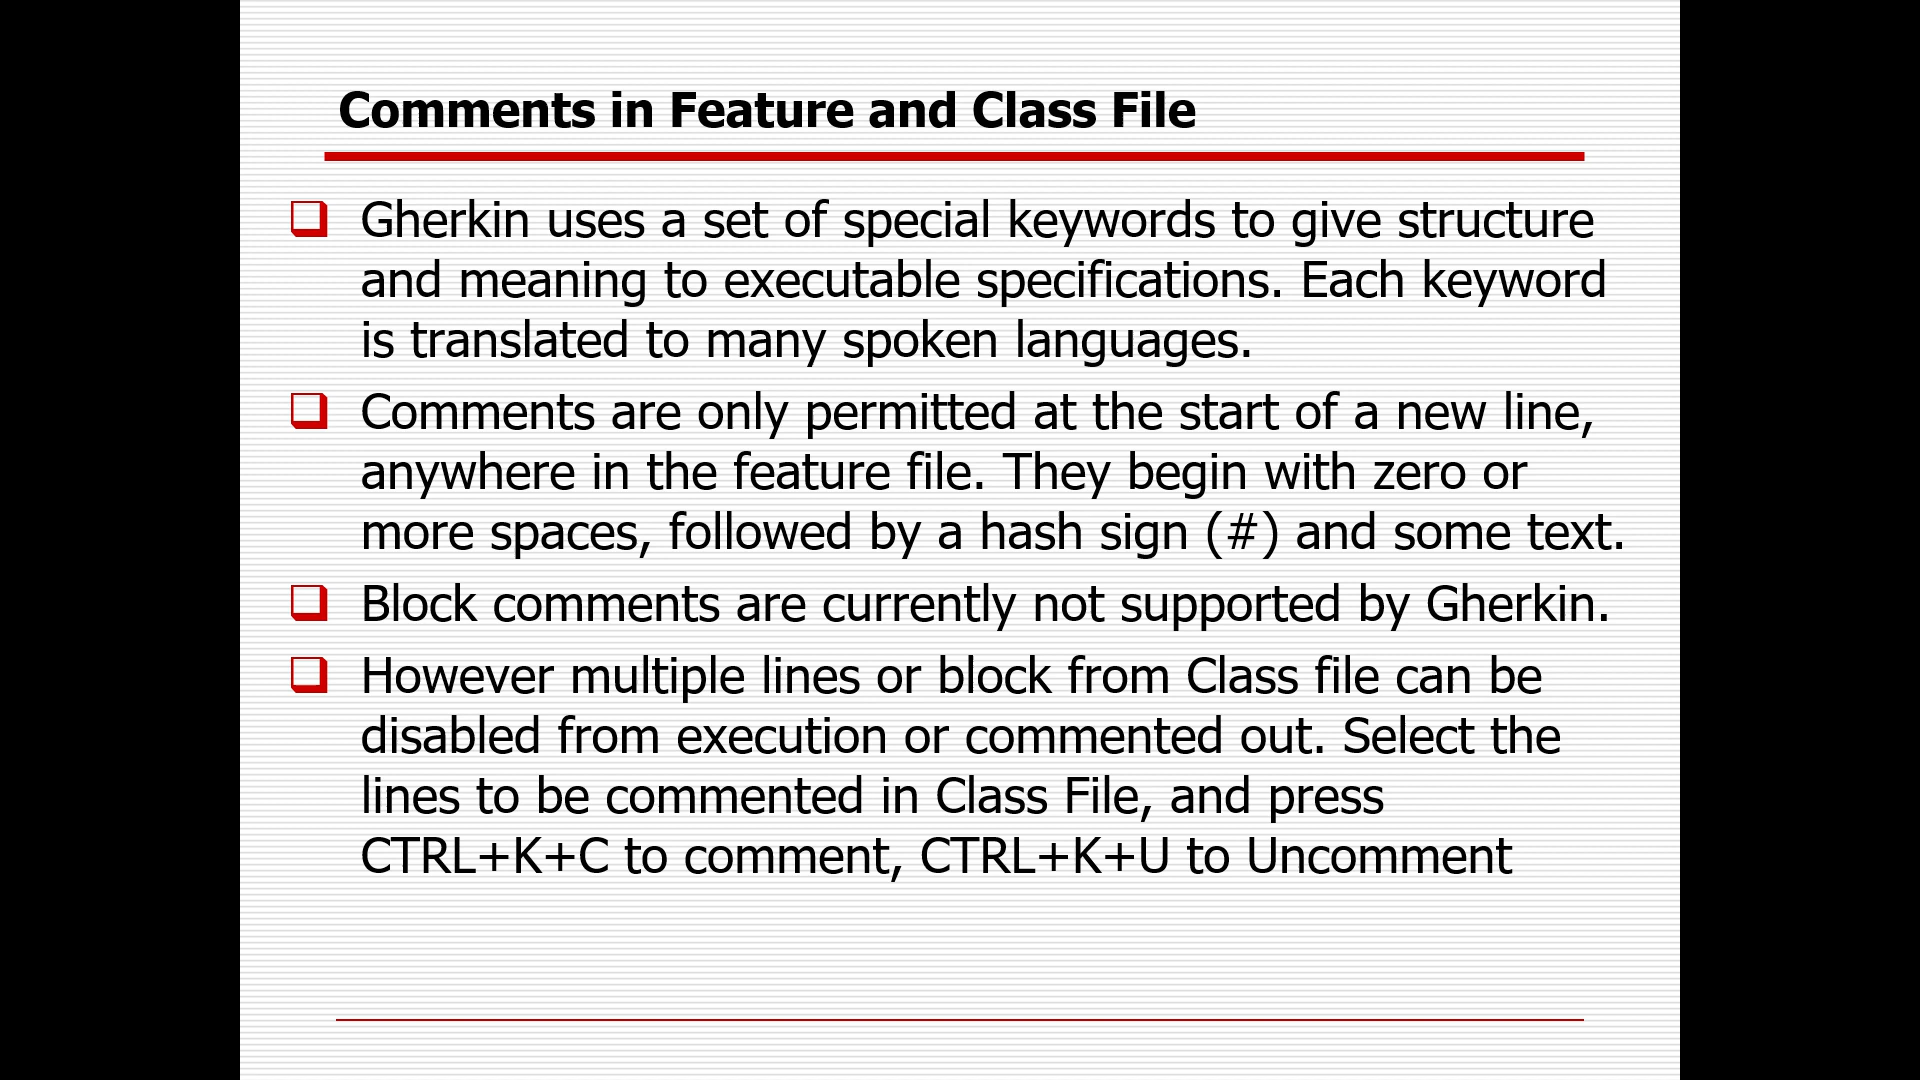 Comments in Feature and Class File
Gherkin uses a set of special keywords to give structure
and meaning to executable specifications. Each keyword
is translated to many spoken languages.
Comments are only permitted at the start of a new line,
anywhere in the feature file. They begin with zero or
more spaces, followed by a hash sign (#) and some text.
Block comments are currently not supported by Gherkin.
However multiple lines or block from Class file can be
disabled from execution or commented out. Select the
lines to be commented in Class File, and press
CTRL+K+C to comment, CTRL+K+U to Uncomment